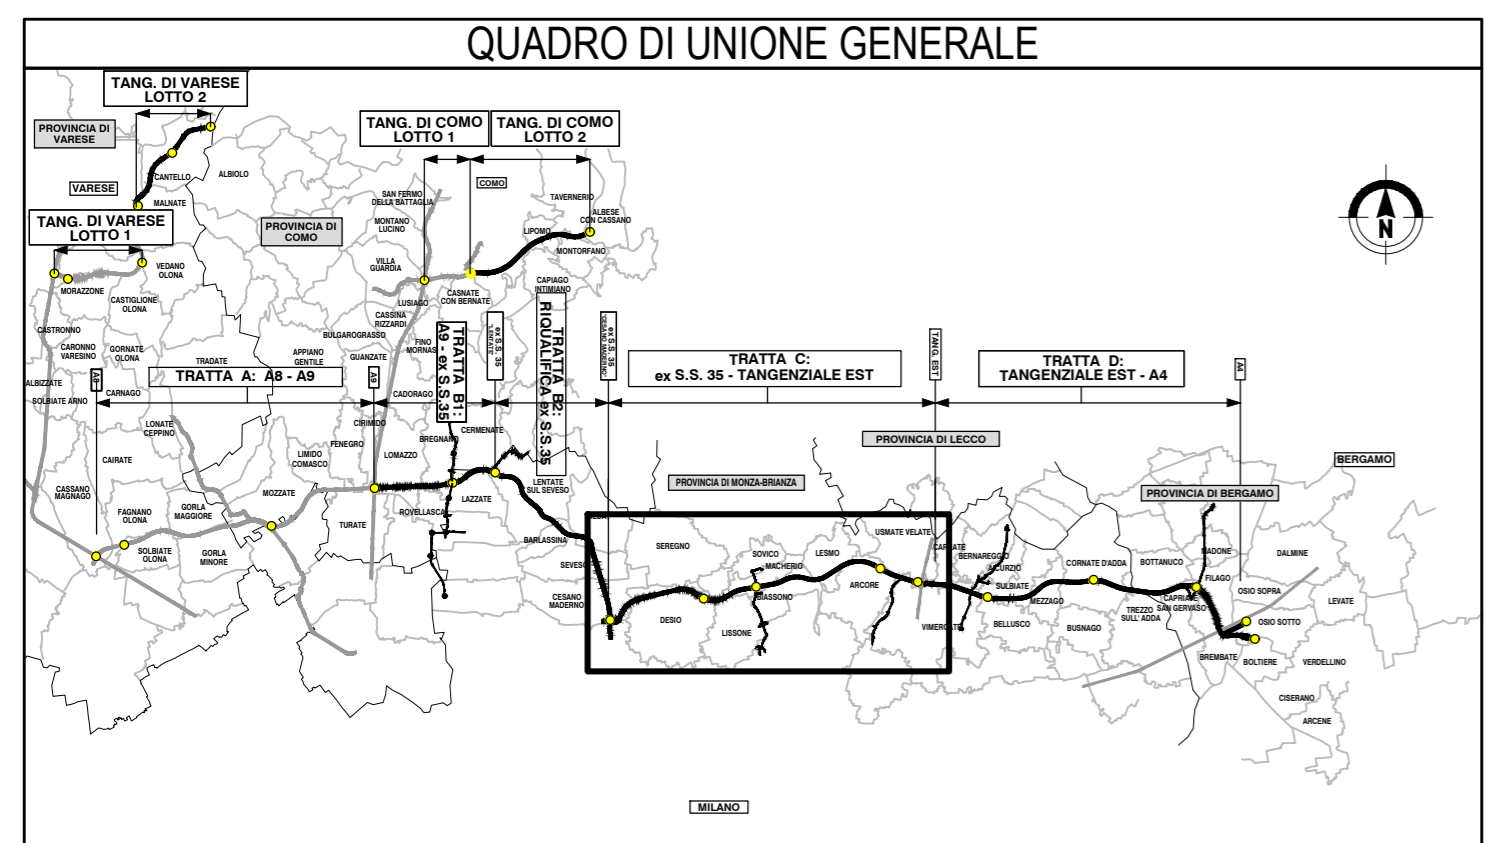 QUADRO DI UNIONE GENERALE
TANG. DI VARESE
LOTTO 2
PROVINCIA DI
VARESE
CANTELLO
ALBIOLO
VARESE
MALNATE
TANG. DI VARESE
LOTTO 1
PROVINCIA DI
COMO
TANG. DI COMO
LOTTO 1
TANG. DI COMO
LOTTO 2
COMO
SAN FERMO
DELLA BATTAGLIA
TAVERNERIO
ALBESE
CON CASSANO
MONTANO
LUCINO
LIPOMO
MONTORFANO
N
VEDANO
OLONA
MORAZZONE
CASTIGLIONE
OLONA
VILLA
GUARDIA
LUSIAGO
CASNATE
CON BERNATE
CAPIAGO
INTIMIANO
CASSINA
RIZZARDI
BULGAROGRASSO
CASTRONNO
CARONNO
VARESINO
GORNATE
OLONA
TRADATE
APPIANO
GENTILE
GUANZATE
FINO
MORNAS
TRATTA B1:
A9 - ex S.S.35
ex S.S. 35
"LENTATE"
TRATTA B2:
RIQUALIFICA ex S.S.35
ex S.S. 35
"CESANO MADERNO"
TRATTA C:
ex S.S. 35 - TANGENZIALE EST
TANG. EST
TRATTA D:
TANGENZIALE EST - A4
A4
ALBIZZATE
SOLBIATE ARNO
A8
CARNAGO
TRATTA A: A8 - A9
A9
CADORAGO
LONATE
CEPPINO
CIRIMIDO
FENEGRO
BREGNANO
CERMENATE
LIMIDO
COMASCO
LOMAZZO
PROVINCIA DI LECCO
CAIRATE
BERGAMO
CASSANO
MAGNAGO
MOZZATE
LAZZATE
LENTATE
SUL SEVESO
PROVINCIA DI MONZA-BRIANZA
PROVINCIA DI BERGAMO
FAGNANO
OLONA
GORLA
MAGGIORE
ROVELLASCA
TURATE
SOLBIATE
OLONA
GORLA
MINORE
BARLASSINA
SEVESO
CESANO
MADERNO
SEREGNO
SOVICO
MACHERIO
LESMO
USMATE VELATE
CARNATE
BERNAREGGIO
AICURZIO
SULBIATE
CORNATE D'ADDA
BOTTANUCO
MADONE
DALMINE
FILAGO
OSIO SOPRA
ARCORE
BIASSONO
MEZZAGO
CAPRIATE
SAN GERVASO
LEVATE
DESIO
LISSONE
VIMERCATE
BELLUSCO
BUSNAGO
TREZZO
SULL' ADDA
OSIO SOTTO
BREMBATE
BOLTIERE
VERDELLINO
CISERANO
ARCENE
MILANO